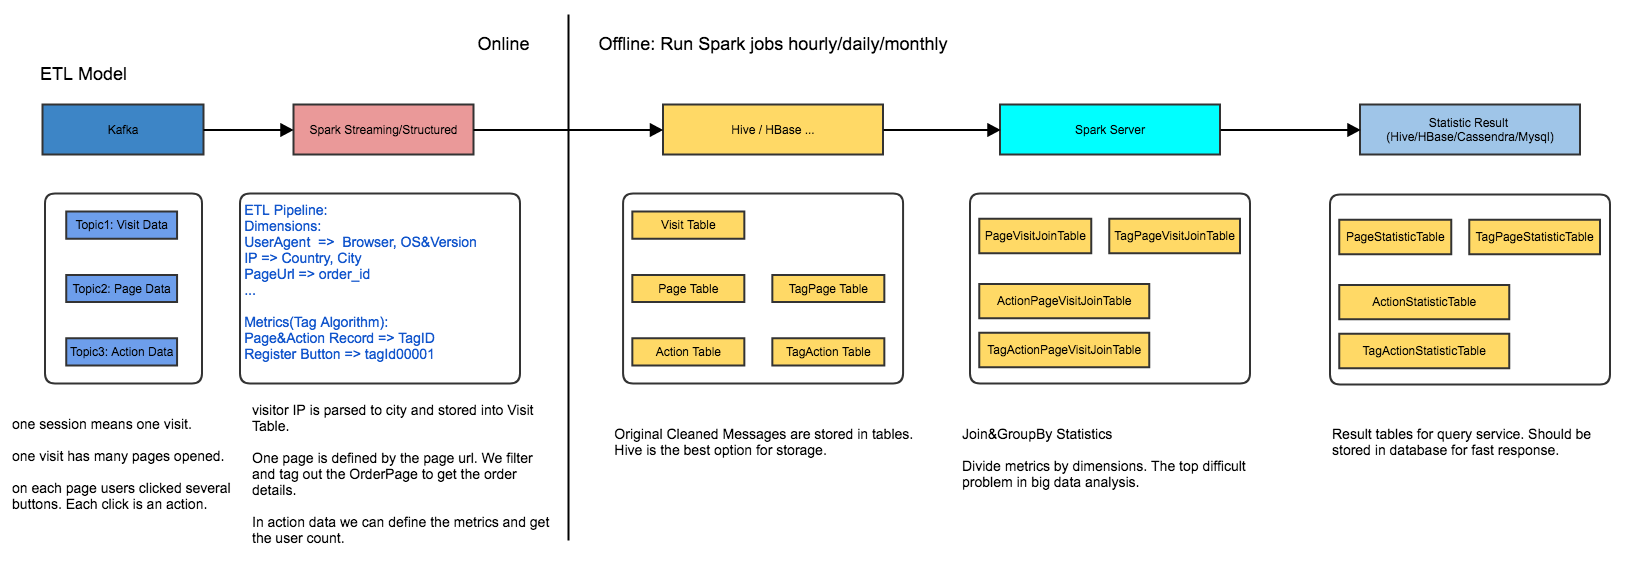 Online
Offline: Run Spark jobs hourly/daily/monthly
ETL Model
Kafka
Spark Streaming/Structured
Hive / HBase ...
Spark Server
Statistic Result
(Hive/HBase/Cassendra/Mysql)
Topic1: Visit Data
Topic2: Page Data
Topic3: Action Data
ETL Pipeline:
Dimensions:
UserAgent  =>  Browser, OS&Version
IP => Country, City
PageUrl => order_id
...
Metrics(Tag Algorithm):
Page&Action Record => TagID
Register Button => tagId00001
Visit Table
Page Table
TagPage Table
Action Table
TagAction Table
PageVisitJoinTable
TagPageVisitJoinTable
ActionPageVisitJoinTable
TagActionPageVisitJoinTable
PageStatisticTable
TagPageStatisticTable
ActionStatisticTable
TagActionStatisticTable
one session means one visit.
one visit has many pages opened.
on each page users clicked several
buttons. Each click is an action.
visitor IP is parsed to city and stored into Visit
Table.
One page is defined by the page url. We filter
and tag out the OrderPage to get the order
details.
In action data we can define the metrics and get
the user count.
Original Cleaned Messages are stored in tables.
Hive is the best option for storage.
Join&GroupBy Statistics
Divide metrics by dimensions. The top difficult
problem in big data analysis.
Result tables for query service. Should be
stored in database for fast response.